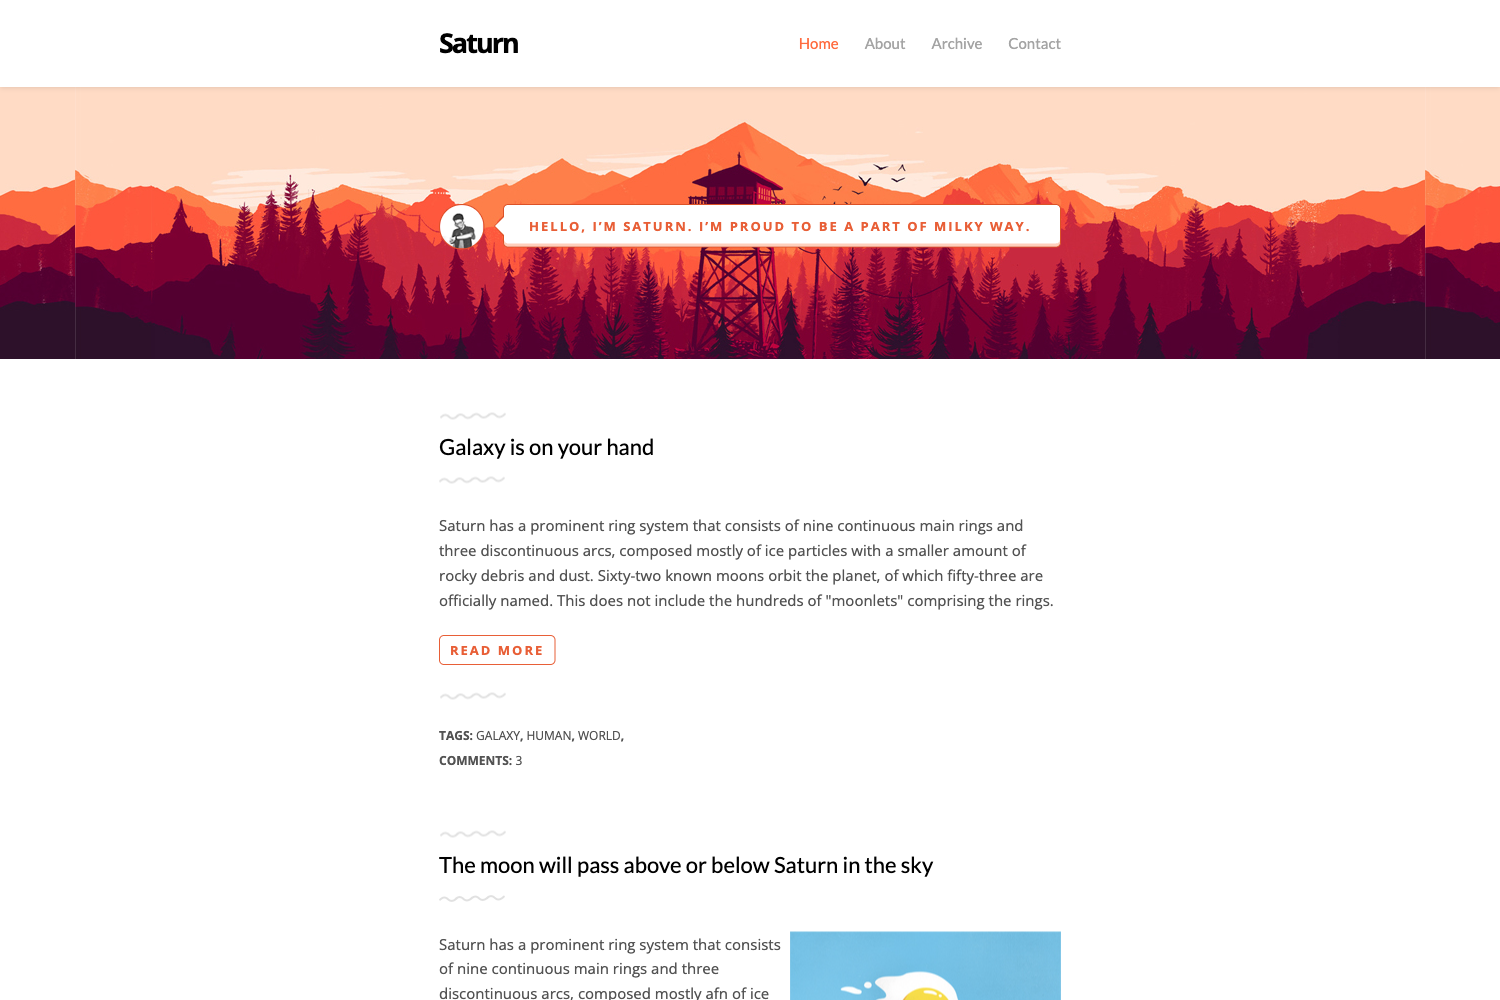 Saturn
Home About Archive Contact
HELLO, I'M SATURN. I'M PROUD TO BE A PART OF MILKY WAY.
Galaxy is on your hand
Saturn has a prominent ring system that consists of nine continuous main rings and
three discontinuous arcs, composed mostly of ice particles with a smaller amount of
rocky debris and dust. Sixty-two known moons orbit the planet, of which fifty-three are
officially named. This does not include the hundreds of "moonlets" comprising the rings.
READ MORE
TAGS: GALAXY, HUMAN, WORLD,
COMMENTS: 3
The moon will pass above or below Saturn in the sky
Saturn has a prominent ring system that consists
of nine continuous main rings and three
discontinuous arcs, composed mostly afn of ice